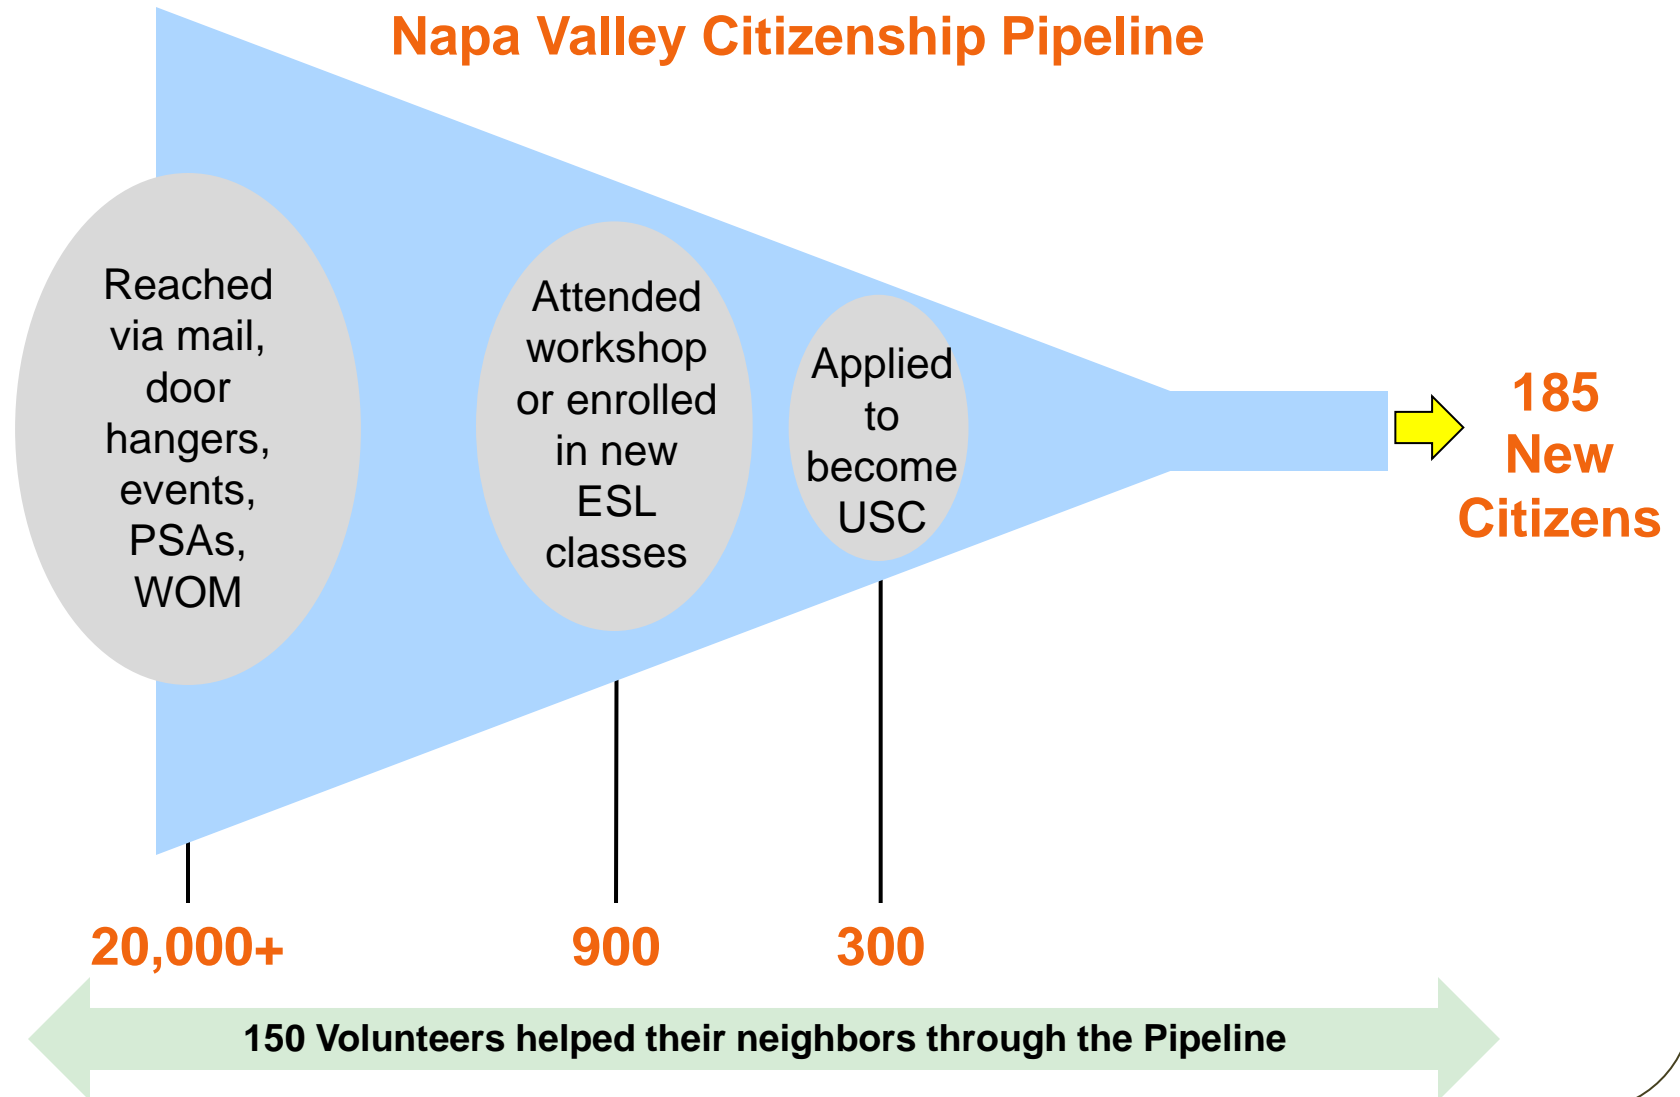 Napa Valley Citizenship Pipeline
Reached
via mail,
door
hangers,
events,
PSAs,
WOM
Attended
workshop
or enrolled
in new
ESL
classes
Applied
to
become
USC
185
New
Citizens
20,000+
900
300
150 Volunteers helped their neighbors through the Pipeline